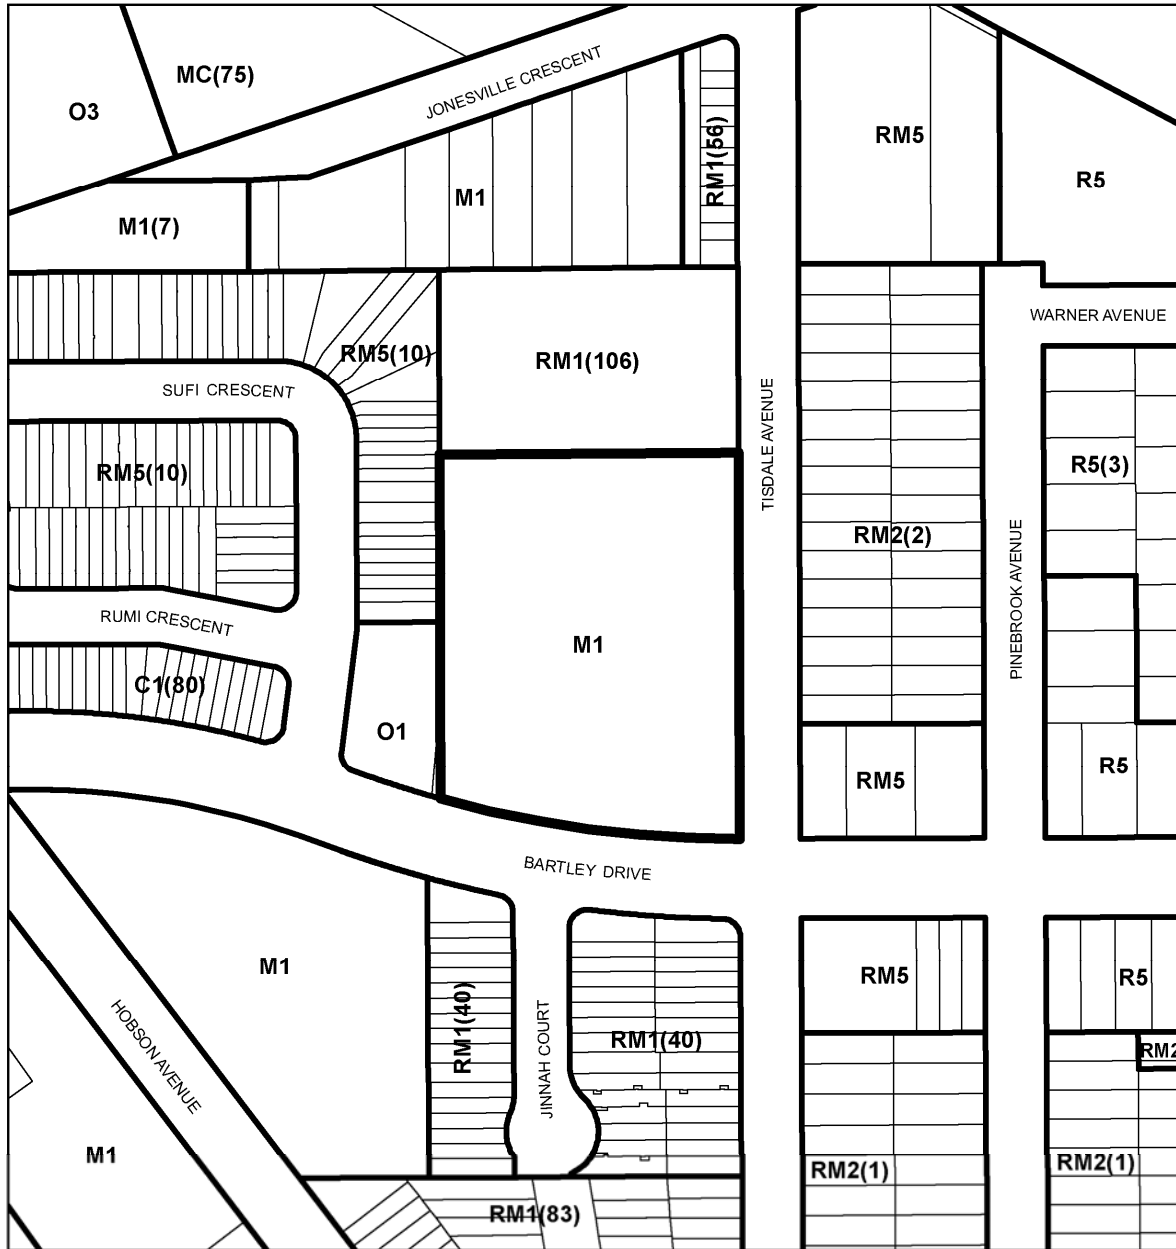 MC(75)
O3
JONESVILLE CRESCENT
RM1(56)
RM5
R5
M1
M1(7)
WARNER AVENUE
RM5(10)
RM1(106)
SUFI CRESCENT
TISDALE AVENUE
RM5(10)
R5(3)
RM2(2)
PINEBROOK AVENUE
RUMI CRESCENT
M1
C1(80)
O1
RM5
R5
BARTLEY DRIVE
M1
RM5
R5
HOBSON AVENUE
RM1(40)
JINNAH COURT
RM1(40)
RM2
M1
RM2(1)
RM2(1)
RM1(83)